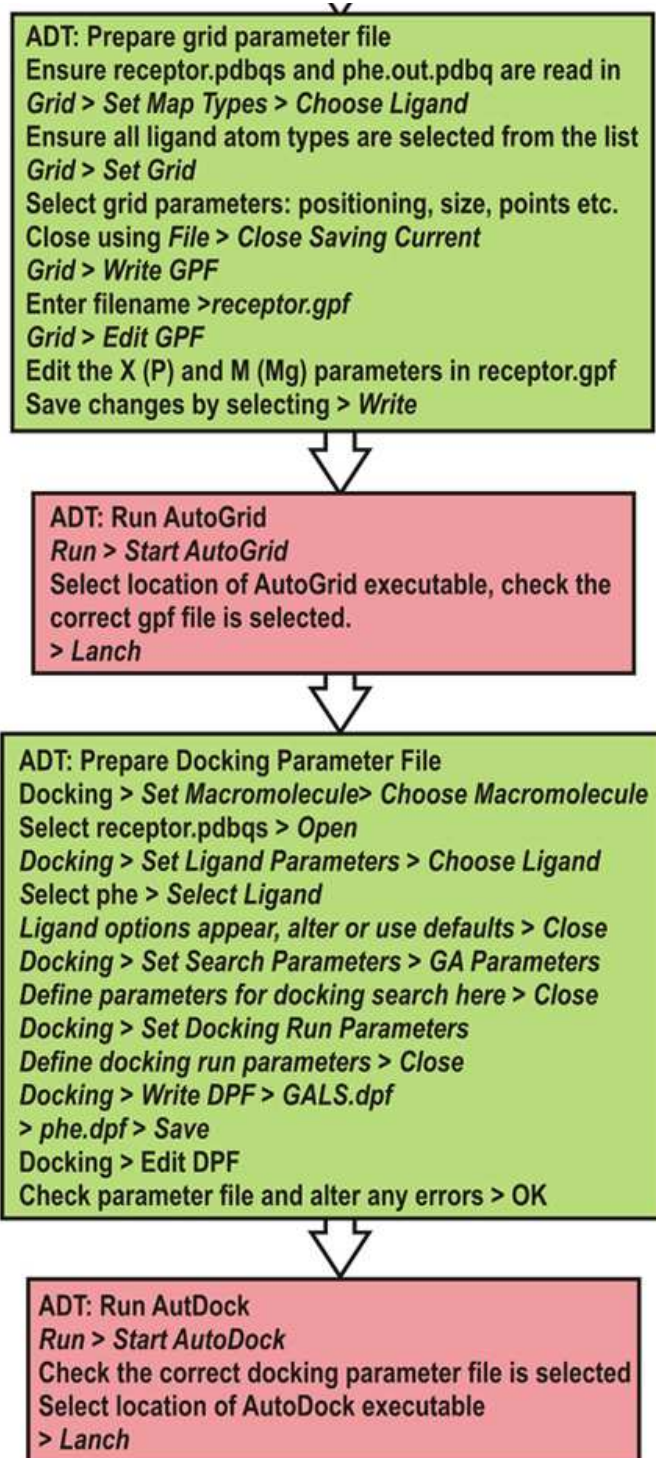 ADT: Prepare grid parameter file
Ensure receptor.pdbqs and phe.out.pdbq are read in
Grid > Set Map Types > Choose Ligand
Ensure all ligand atom types are selected from the list
Grid > Set Grid
Select grid parameters: positioning, size, points etc.
Close using File > Close Saving Current
Grid > Write GPF
Enter filename >receptor.gpf
Grid > Edit GPF
Edit the X (P) and M (Mg) parameters in receptor.gpf
Save changes by selecting > Write
ADT: Run AutoGrid
Run > Start AutoGrid
Select location of AutoGrid executable, check the
correct gpf file is selected.
> Lanch
ADT: Prepare Docking Parameter File
Docking > Set Macromolecule> Choose Macromolecule
Select receptor.pdbqs > Open
Docking > Set Ligand Parameters > Choose Ligand
Select phe > Select Ligand
Ligand options appear, alter or use defaults > Close
Docking > Set Search Parameters > GA Parameters
Define parameters for docking search here > Close
Docking > Set Docking Run Parameters
Define docking run parameters > Close
Docking > Write DPF > GALS.dpf
> phe.dpf > Save
Docking > Edit DPF
Check parameter file and alter any errors > OK
ADT: Run AutDock
Run > Start AutoDock
Check the correct docking parameter file is selected
Select location of AutoDock executable
> Lanch